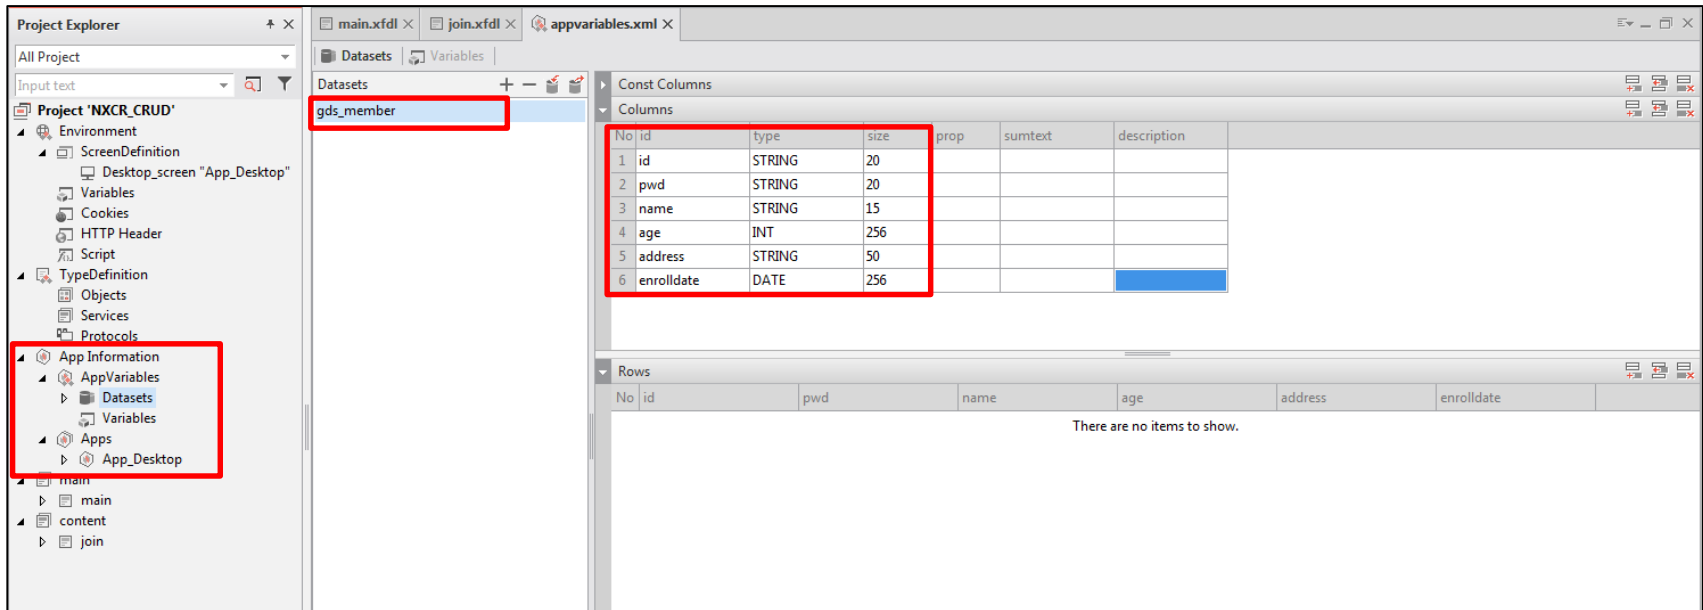 Project Explorer
All Project
Input text
Project 'NXCR_CRUD'
Environment
ScreenDefinition
Desktop_screen "App_Desktop"
Variables
Cookies
HTTP Header
Script
TypeDefinition
Objects
Services
Protocols
App Information
AppVariables
Datasets
Variables
Apps
App_Desktop
main
main
content
join
main.xfdl join.xfdl appvariables.xml
Datasets Variables
Datasets
gds_member
Const Columns
Columns
No id type size prop sumtext description
1 id STRING 20
2 pwd STRING 20
3 name STRING 15
4 age INT 256
5 address STRING 50
6 enrolldate DATE 256
Rows
No id pwd name age address enrolldate
There are no items to show.